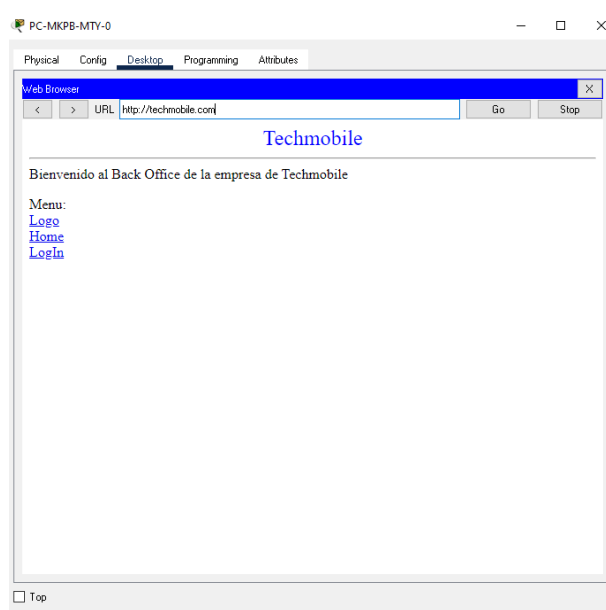 PC-MKPB-MTY-0
Physical Config Desktop Programming Attributes
Web Browser X
< > URL http://techmobile.com Go Stop
Techmobile
Bienvenido al Back Office de la empresa de Techmobile
Menu:
Logo
Home
LogIn
Top